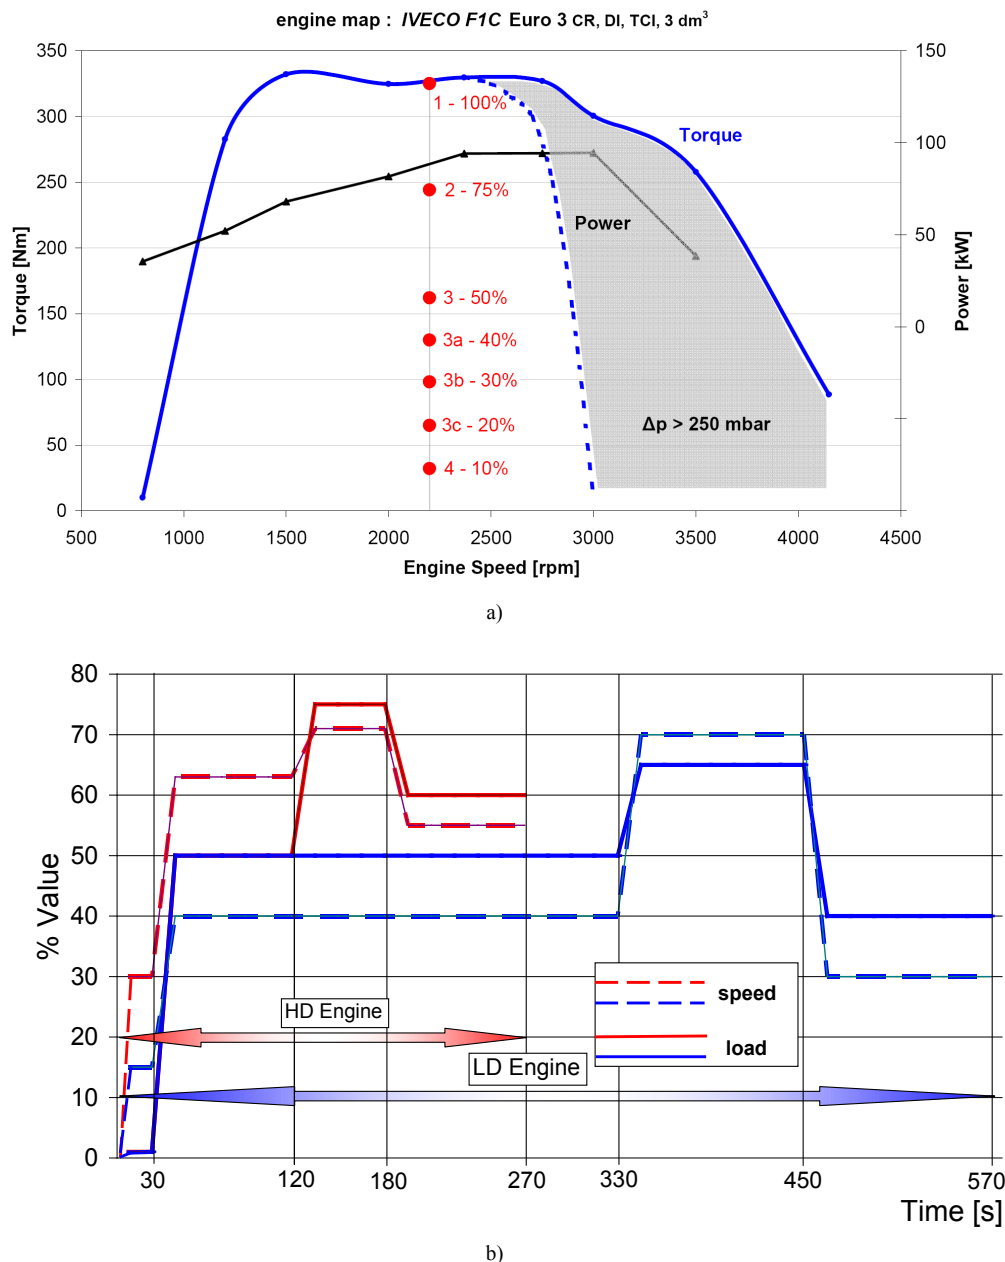 engine map : IVECO F1C Euro 3 CR, DI, TCI, 3 dm³
350
300
250
200
150
100
50
0
Torque [Nm]
150
100
50
0
Power [kW]
1 - 100%
2 - 75%
3 - 50%
3a - 40%
3b - 30%
3c - 20%
4 - 10%
Torque
Power
Δp > 250 mbar
500 1000 1500 2000 2500 3000 3500 4000 4500
Engine Speed [rpm]
a)
80
70
60
50
40
30
20
10
0
% Value
HD Engine
LD Engine
speed
load
30 120 180 270 330 450 570
Time [s]
b)